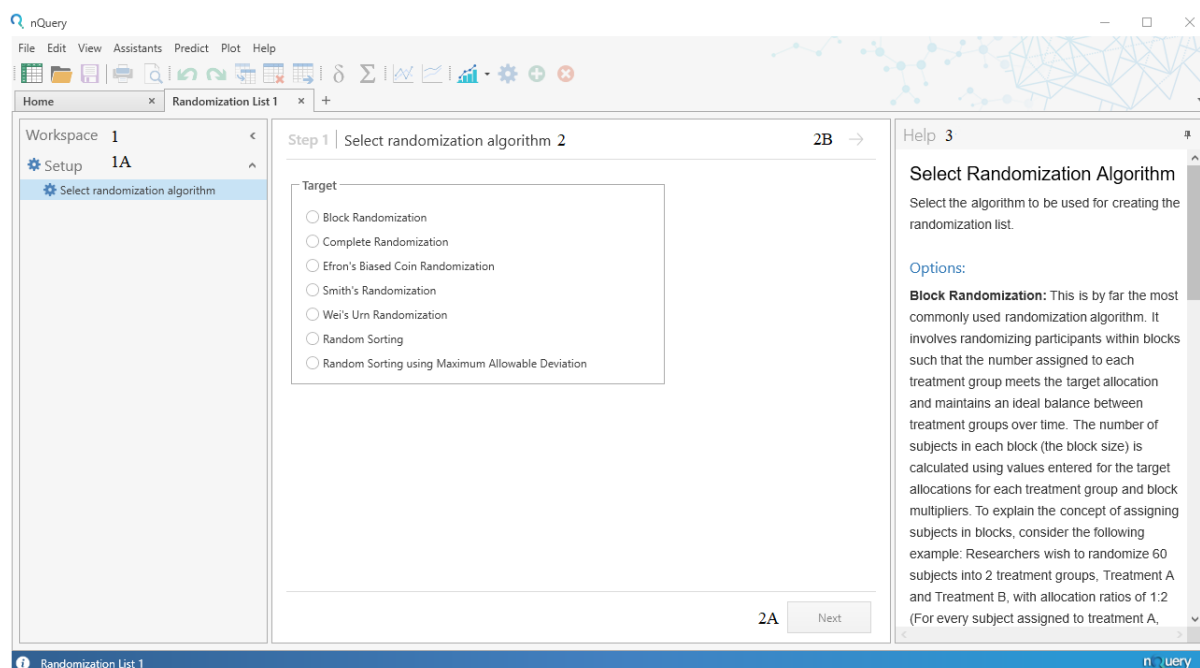 nQuery
File Edit View Assistants Predict Plot Help
Home
Randomization List 1
Workspace 1
Setup 1A
Select randomization algorithm
Step 1 Select randomization algorithm 2
2B
Target
Block Randomization
Complete Randomization
Efron's Biased Coin Randomization
Smith's Randomization
Wei's Urn Randomization
Random Sorting
Random Sorting using Maximum Allowable Deviation
2A
Next
Help 3
Select Randomization Algorithm
Select the algorithm to be used for creating the
randomization list.
Options:
Block Randomization: This is by far the most
commonly used randomization algorithm. It
involves randomizing participants within blocks
such that the number assigned to each
treatment group meets the target allocation
and maintains an ideal balance between
treatment groups over time. The number of
subjects in each block (the block size) is
calculated using values entered for the target
allocations for each treatment group and block
multipliers. To explain the concept of assigning
subjects in blocks, consider the following
example: Researchers wish to randomize 60
subjects into 2 treatment groups, Treatment A
and Treatment B, with allocation ratios of 1:2
(For every subject assigned to treatment A,
Randomization List 1
nQuery